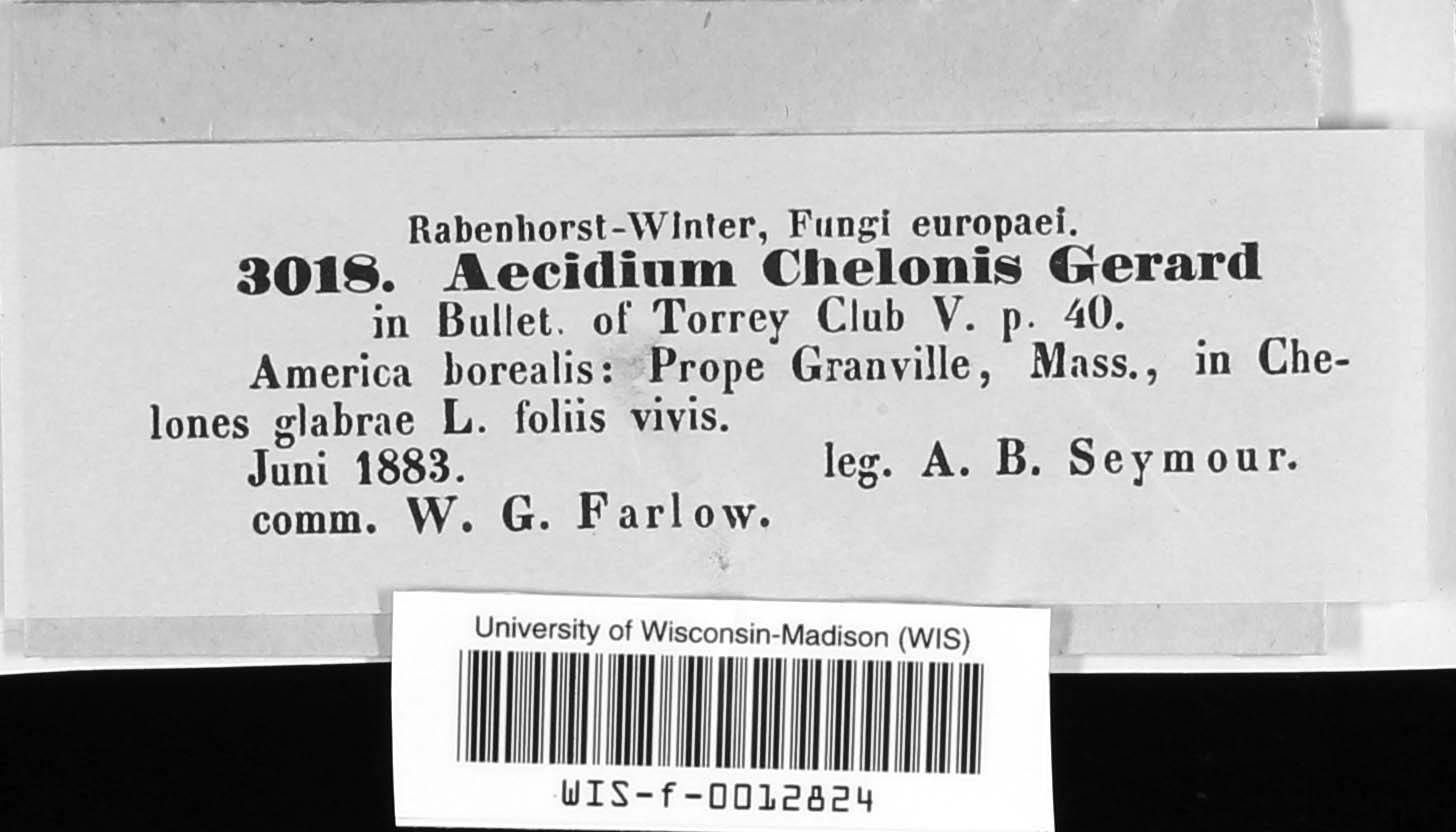 Rabenhorst-Winter, Fungi europaei.
3018. Aecidium Chelonis Gerard
in Bullet. of Torrey Club V. p. 40.
America borealis: Prope Granville, Mass., in Che-
lones glabrae L. foliis vivis.
Juni 1883. leg. A. B. Seymour.
comm. W. G. Farlow.
University of Wisconsin-Madison (WIS)
WIS-f-0012824